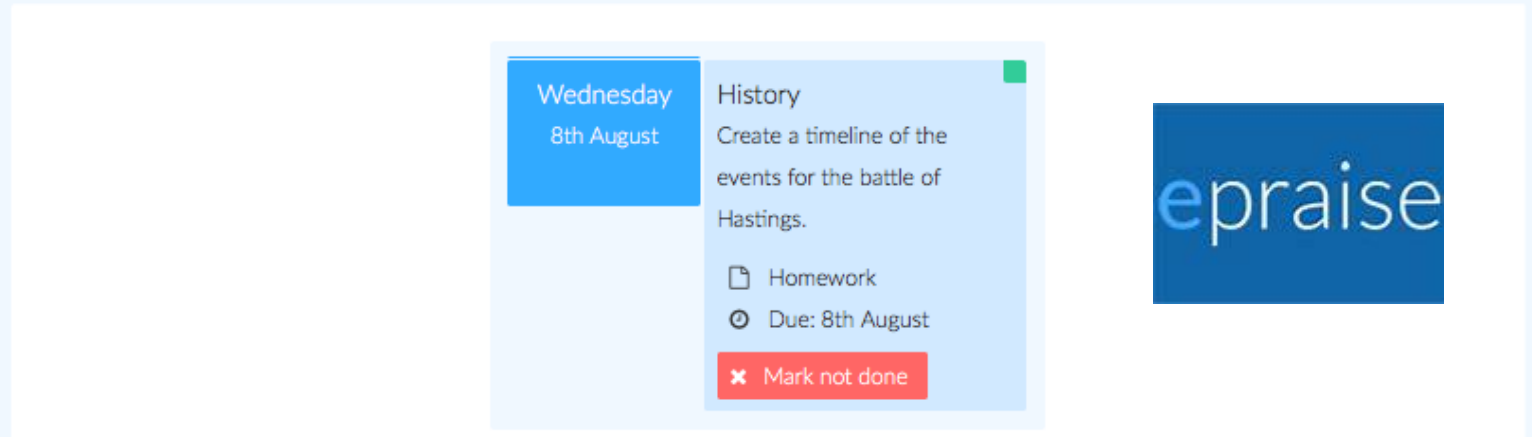 Wednesday
8th August
History
Create a timeline of the
events for the battle of
Hastings.
Homework
Due: 8th August
Mark not done
epraise